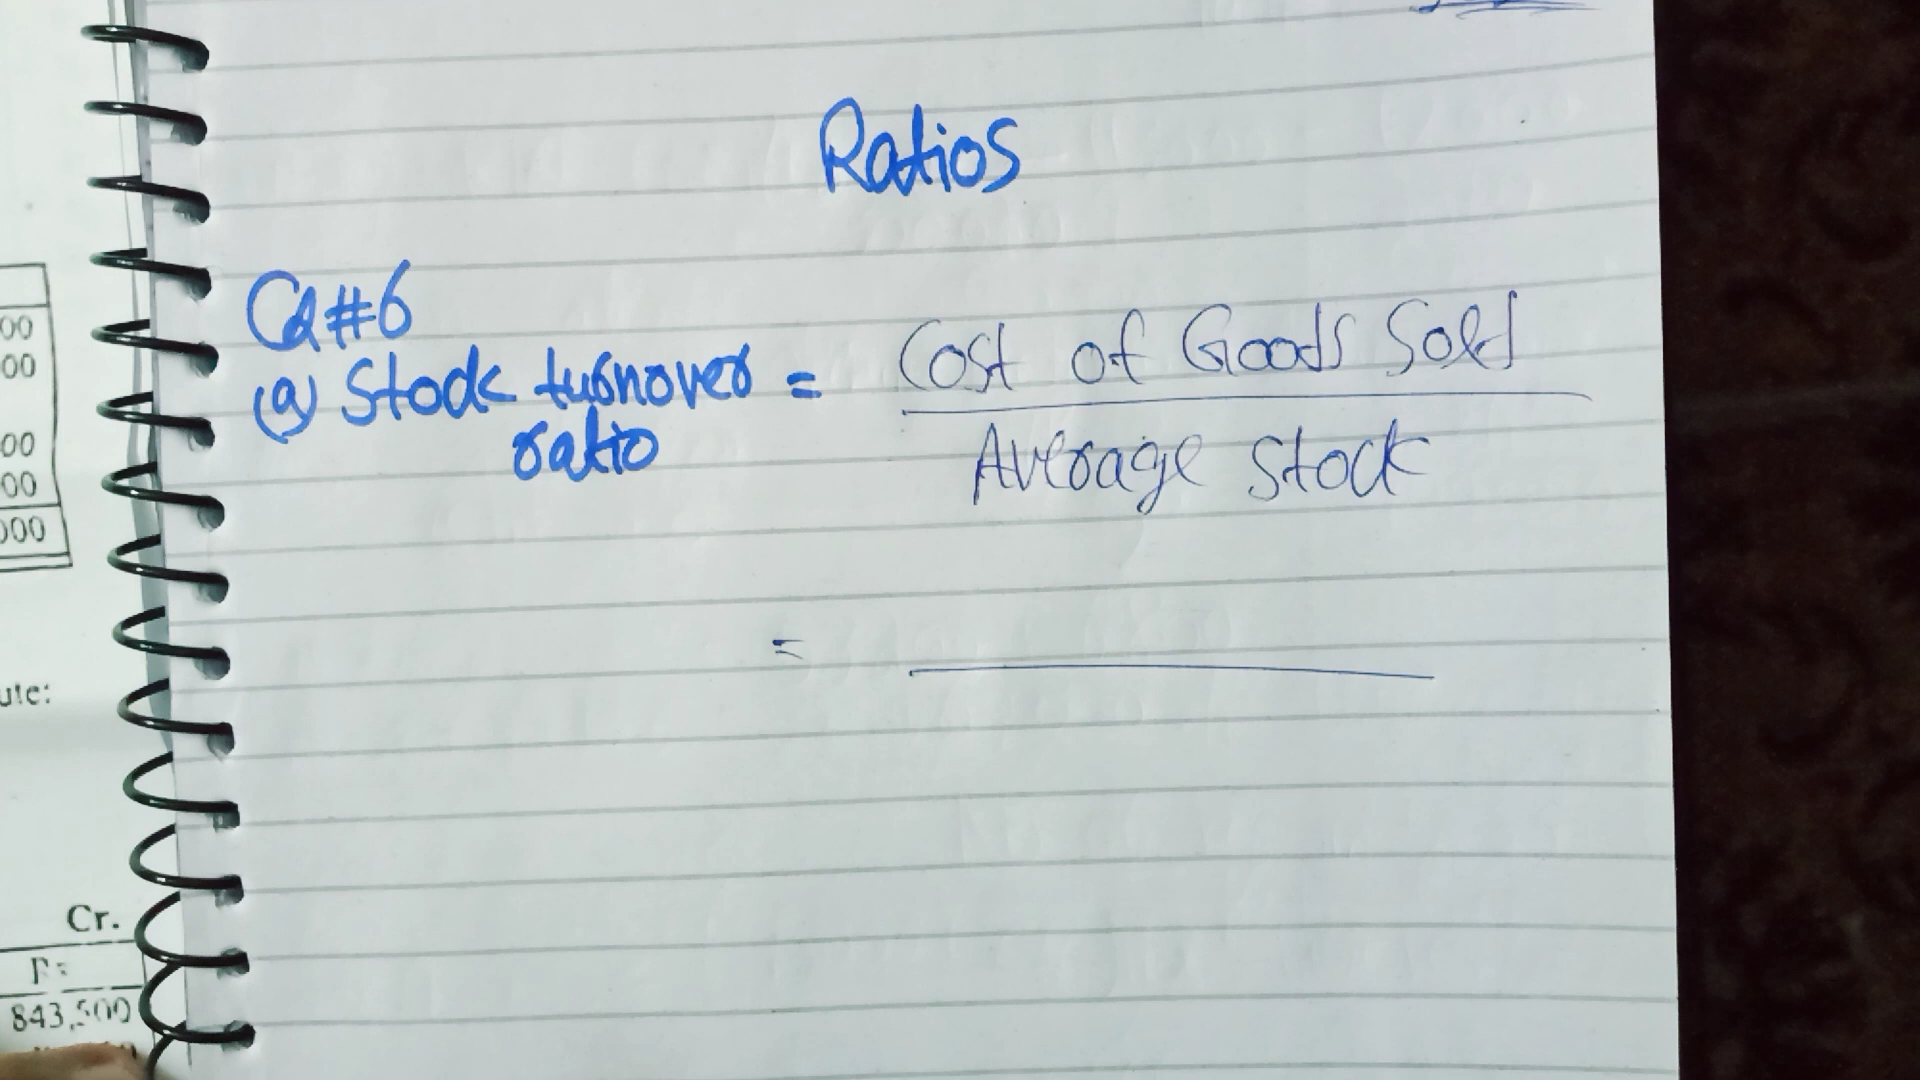 Ratios
Q#6
(a) Stock turnover = Cost of Goods Sold
ratio Average Stock
=
00
00
00
00
000
ute:
Cr.
843,500